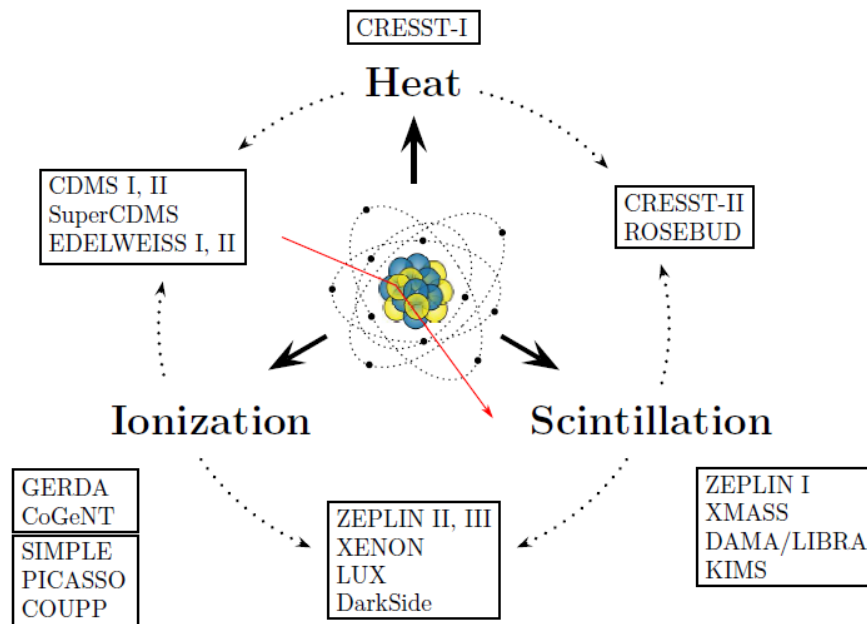 CRESST-I
Heat
CDMS I, II
SuperCDMS
EDELWEISS I, II
CRESST-II
ROSEBUD
Ionization
Scintillation
GERDA
CoGeNT
SIMPLE
PICASSO
COUPP
ZEPLIN II, III
XENON
LUX
DarkSide
ZEPLIN I
XMASS
DAMA/LIBRA
KIMS